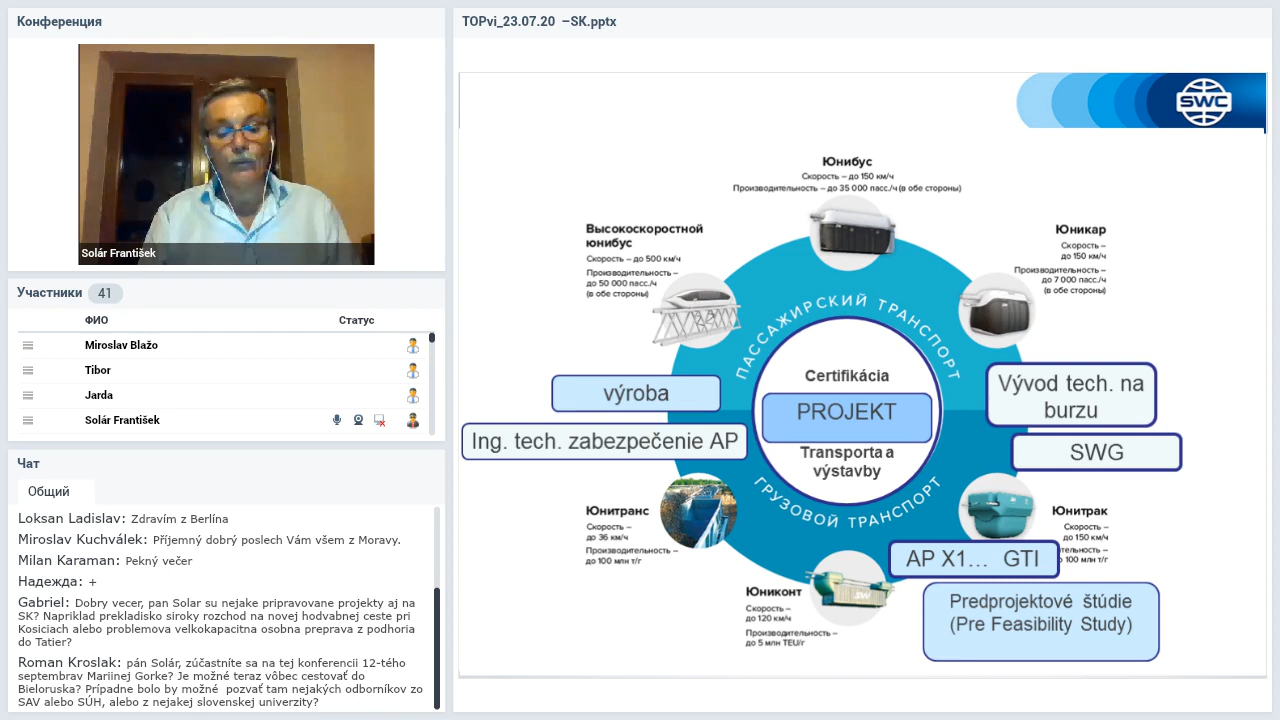 Конференция
Solár František
Участники 41
ФИО Статус
Miroslav Blažo
Tibor
Jarda
Solár František
Чат
Общий
Loksan Ladislav: Zdravím z Berlína
Miroslav Kuchválek: Příjemný dobrý poslech Vám všem z Moravy.
Milan Karaman: Pekný večer
Надежда: +
Gabriel: Dobry vecer, pan Solar su nejake pripravovane projekty aj na
SK? Napriklad prekladisko siroky rozchod na novej hodvabnej ceste pri
Kosiciach alebo problemova velkokapacitna osobna preprava z podhoria
do Tatier?
Roman Kroslak: pán Solár, zúčastníte sa na tej konferencii 12-tého
septembrav Mariinej Gorke? Je možné teraz vôbec cestovať do
Bieloruska? Prípadne bolo by možné pozvať tam nejakých odborníkov zo
SAV alebo SÚH, alebo z nejakej slovenskej univerzity?
TOPvi_23.07.20 –SK.pptx
SWC
Юнибус
Скорость – до 150 км/ч
Производительность – до 35 000 пасс./ч (в обе стороны)
Высокоскоростной
юнибус
Скорость – до 500 км/ч
Производительность –
до 50 000 пасс./ч
(в обе стороны)
Юникар
Скорость –
до 150 км/ч
Производительность –
до 7 000 пасс./ч
(в обе стороны)
ПАССАЖИРСКИЙ ТРАНСПОРТ
Certifikácia
PROJEKT
Transporta a
výstavby
výroba
Ing. tech. zabezpečenie AP
Vývod tech. na
burzu
SWG
ГРУЗОВОЙ ТРАНСПОРТ
Юнитранс
Скорость –
до 36 км/ч
Производительность –
до 100 млн т/г
Юнитрак
Скорость –
до 150 км/ч
тельность –
до 100 млн т/г
AP X1... GTI
Юниконт
Скорость –
до 120 км/ч
Производительность –
до 5 млн TEU/г
Predprojektové štúdie
(Pre Feasibility Study)